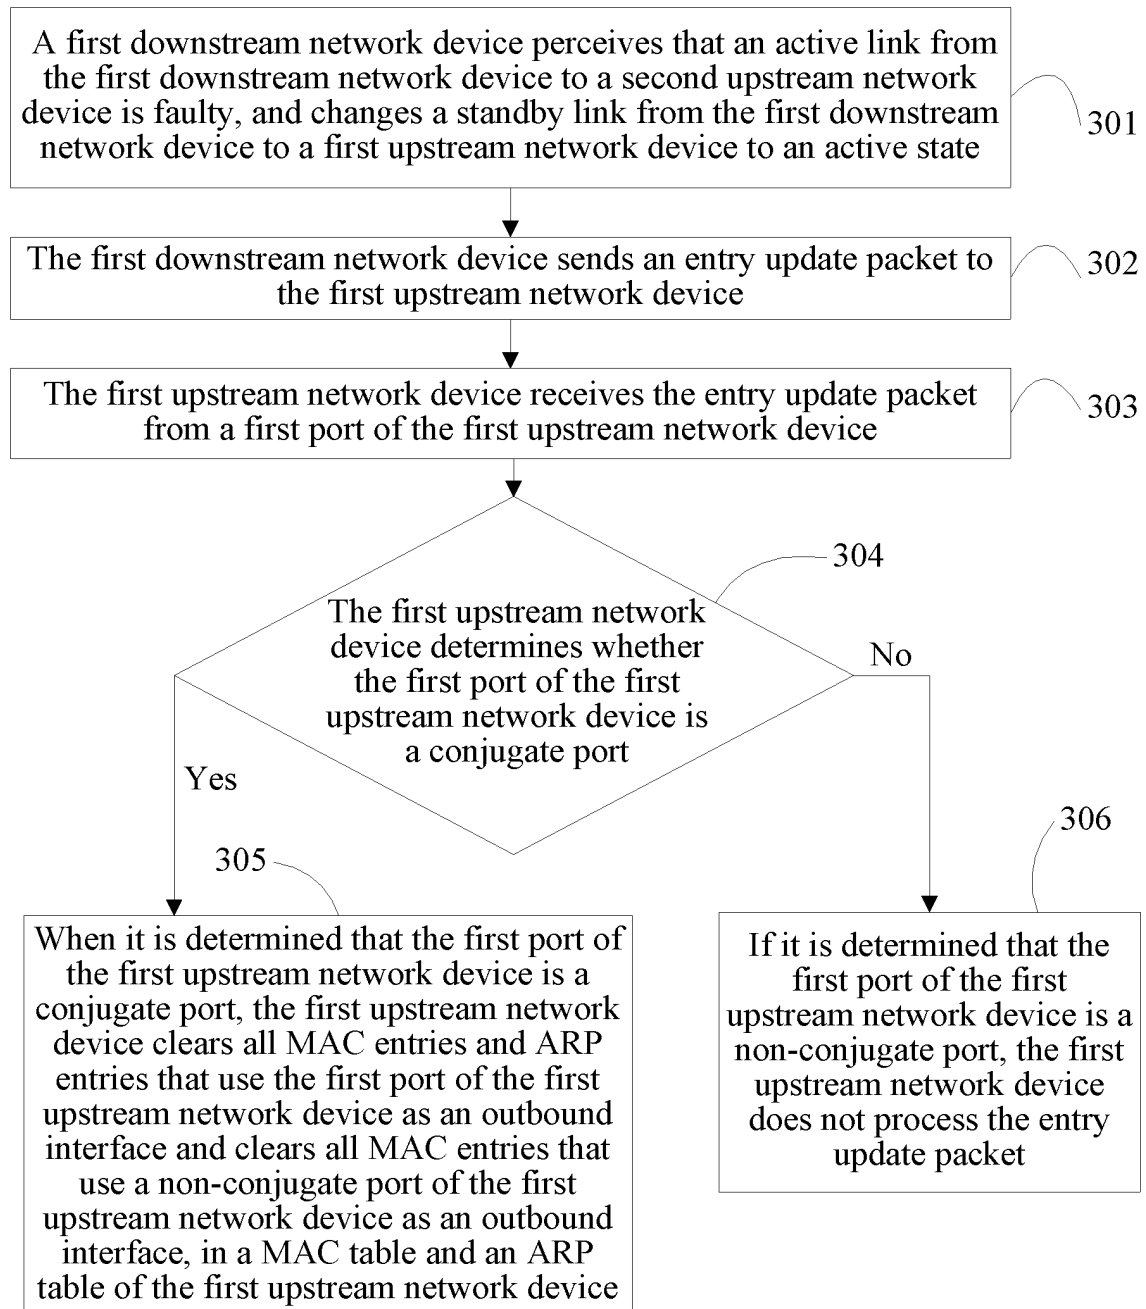 A first downstream network device perceives that an active link from
the first downstream network device to a second upstream network
device is faulty, and changes a standby link from the first downstream
network device to a first upstream network device to an active state
301
The first downstream network device sends an entry update packet to
the first upstream network device
302
The first upstream network device receives the entry update packet
from a first port of the first upstream network device
303
304
The first upstream network
device determines whether
the first port of the first
upstream network device is
a conjugate port
No
Yes
305
306
When it is determined that the first port of
the first upstream network device is a
conjugate port, the first upstream network
device clears all MAC entries and ARP
entries that use the first port of the first
upstream network device as an outbound
interface and clears all MAC entries that
use a non-conjugate port of the first
upstream network device as an outbound
interface, in a MAC table and an ARP
table of the first upstream network device
If it is determined that the
first port of the first
upstream network device is a
non-conjugate port, the first
upstream network device
does not process the entry
update packet